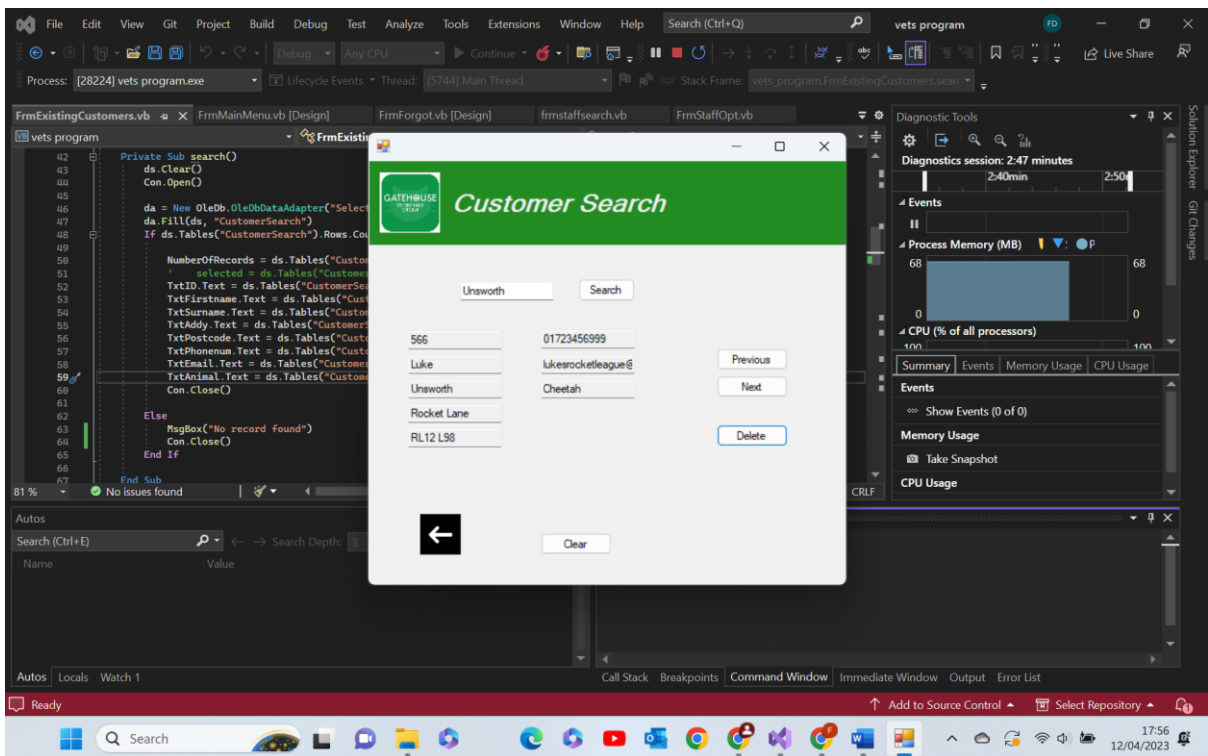 File Edit View Git Project Build Debug Test Analyze Tools Extensions Window Help Search (Ctrl+Q) vets program FD
Debug Any CPU Continue Live Share
Process: [28224] vets program.exe Lifecycle Events Thread: [5744] Main Thread Stack Frame: vets_program.FrmExistingCustomers.sear
FrmExistingCustomers.vb FrmMainMenu.vb [Design] FrmForgot.vb [Design] frmstaffsearch.vb FrmStaffOpt.vb
vets program FrmExistin
42 Private Sub search()
43 ds.Clear()
44 Con.Open()
45
46 da = New OleDb.OleDbDataAdapter("Select
47 da.Fill(ds, "CustomerSearch")
48 If ds.Tables("CustomerSearch").Rows.Cou
49
50 NumberOfRecords = ds.Tables("Custom
51 ' selected = ds.Tables("Customer
52 TxtID.Text = ds.Tables("CustomerSea
53 TxtFirstname.Text = ds.Tables("Cust
54 TxtSurname.Text = ds.Tables("Custom
55 TxtAddy.Text = ds.Tables("CustomerS
56 TxtPostcode.Text = ds.Tables("Custo
57 TxtPhonenum.Text = ds.Tables("Custo
58 TxtEmail.Text = ds.Tables("Customer
59 TxtAnimal.Text = ds.Tables("Custome
60 Con.Close()
61
62 Else
63 MsgBox("No record found")
64 Con.Close()
65 End If
66
67 End Sub
81 % No issues found CRLF
GATEHOUSE
Customer Search
Unsworth Search
566 01723456999
Luke lukesrocketleague@
Unsworth Cheetah
Rocket Lane
RL12 L98
Previous
Next
Delete
Clear
Diagnostic Tools
Diagnostics session: 2:47 minutes
2:40min 2:50
Events
Process Memory (MB) P
68 68
0 0
CPU (% of all processors)
100 100
Summary Events Memory Usage CPU Usage
Events
Show Events (0 of 0)
Memory Usage
Take Snapshot
CPU Usage
Solution Explorer
Git Changes
Autos
Search (Ctrl+E) Search Depth: 3
Name Value
Autos Locals Watch 1
Call Stack Breakpoints Command Window Immediate Window Output Error List
Ready Add to Source Control Select Repository
Search
17:56
12/04/2023